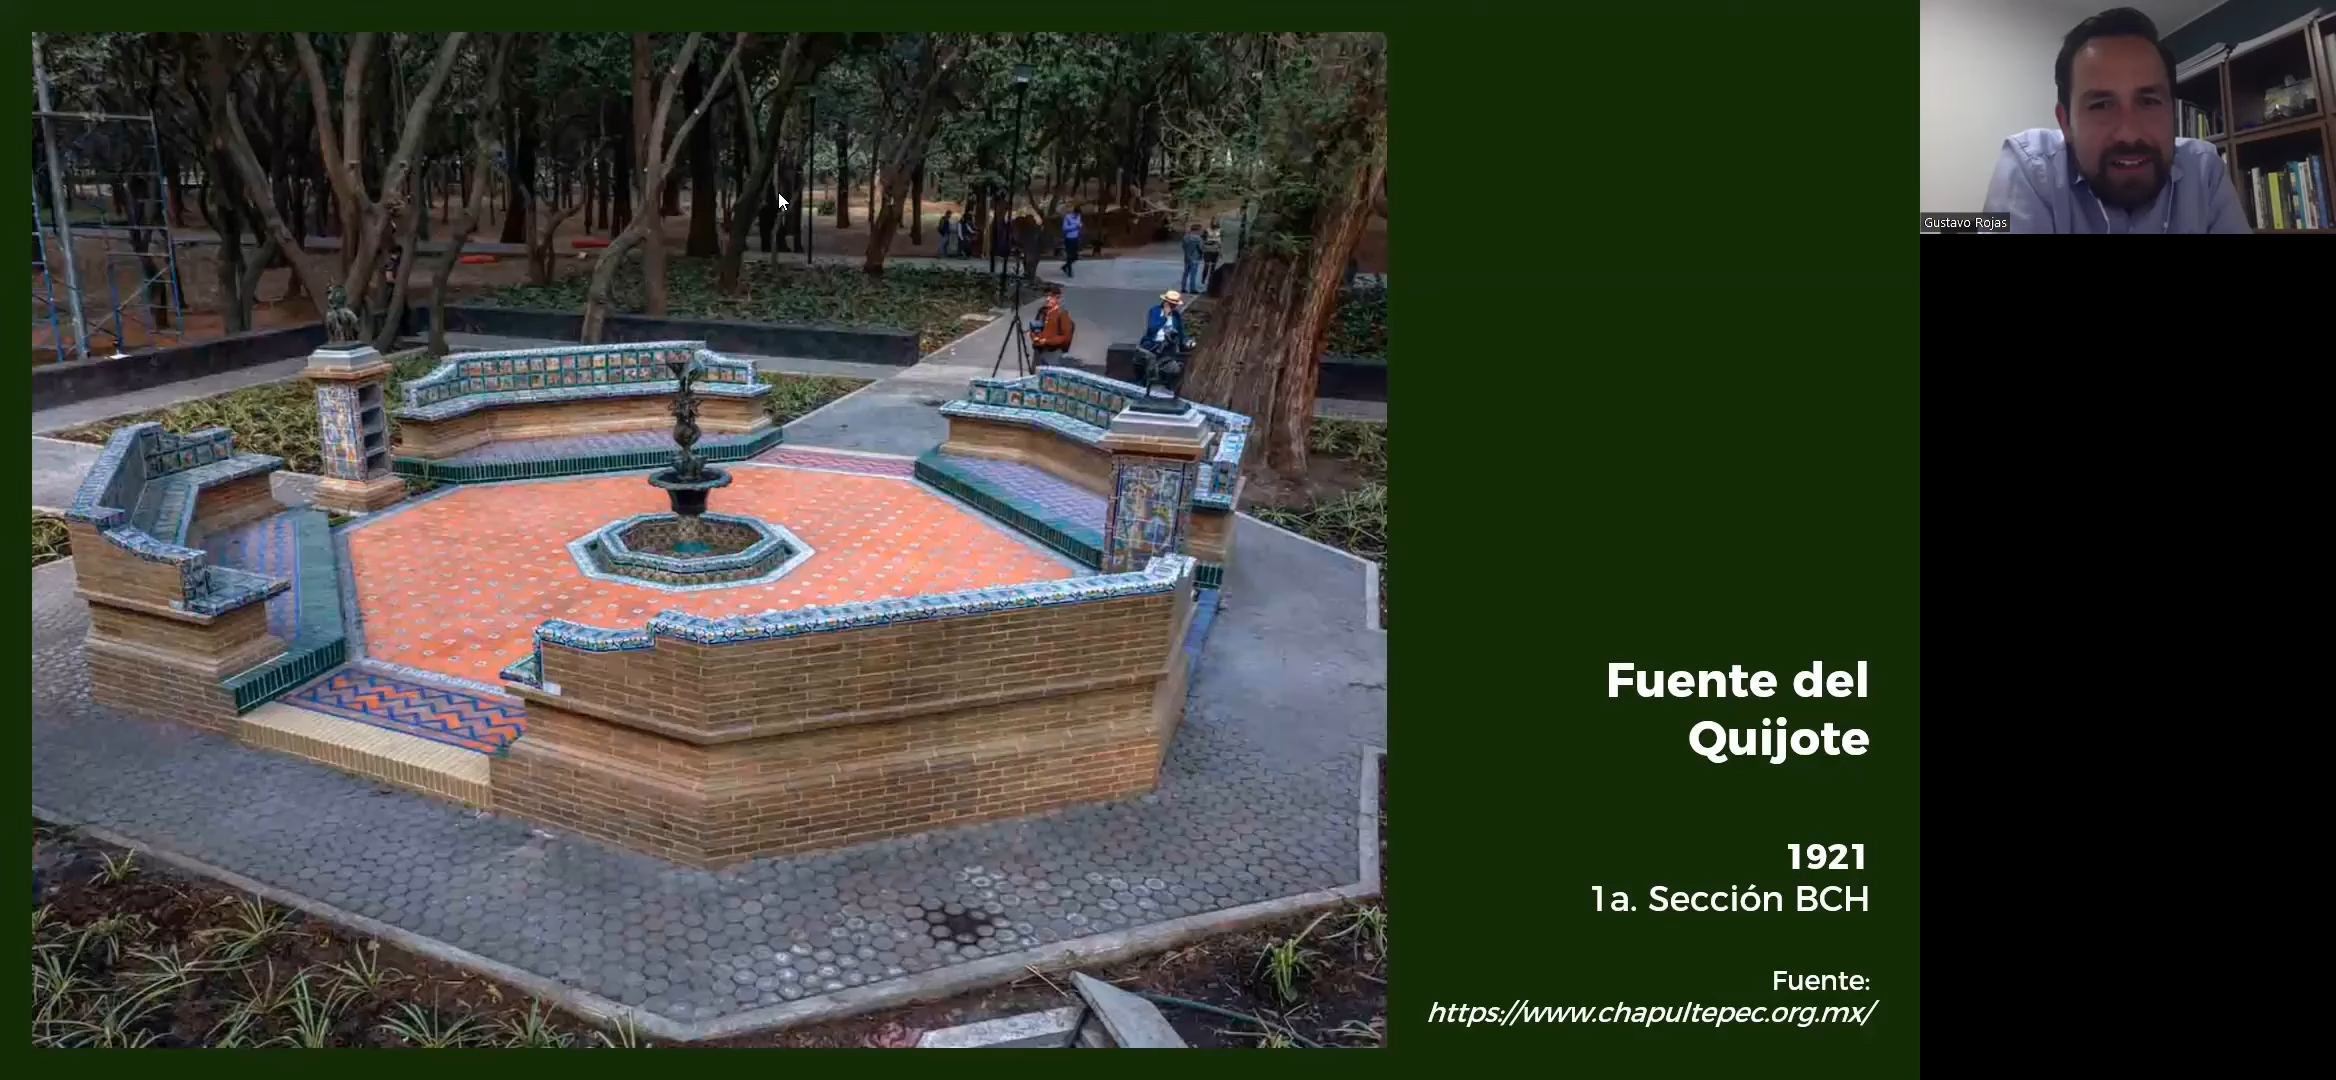 Gustavo Rojas
Fuente del
Quijote
1921
1a. Sección BCH
Fuente:
https://www.chapultepec.org.mx/